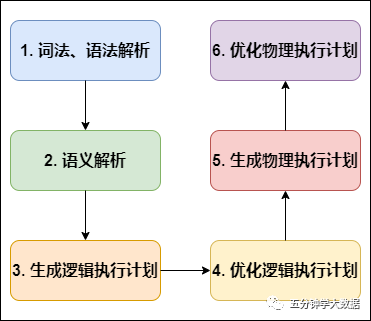 1. 词法、语法解析
2. 语义解析
3. 生成逻辑执行计划
4. 优化逻辑执行计划
5. 生成物理执行计划
6. 优化物理执行计划
五分钟学大数据